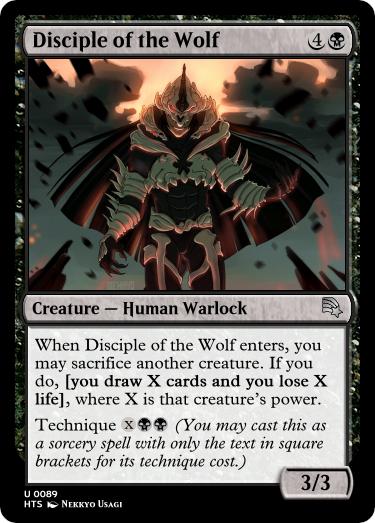 Disciple of the Wolf 4
Creature — Human Warlock
When Disciple of the Wolf enters, you
may sacrifice another creature. If you
do, [you draw X cards and you lose X
life], where X is that creature's power.
Technique X (You may cast this as
a sorcery spell with only the text in square
brackets for its technique cost.)
3/3
U 0089
HTS Nekkyo Usagi